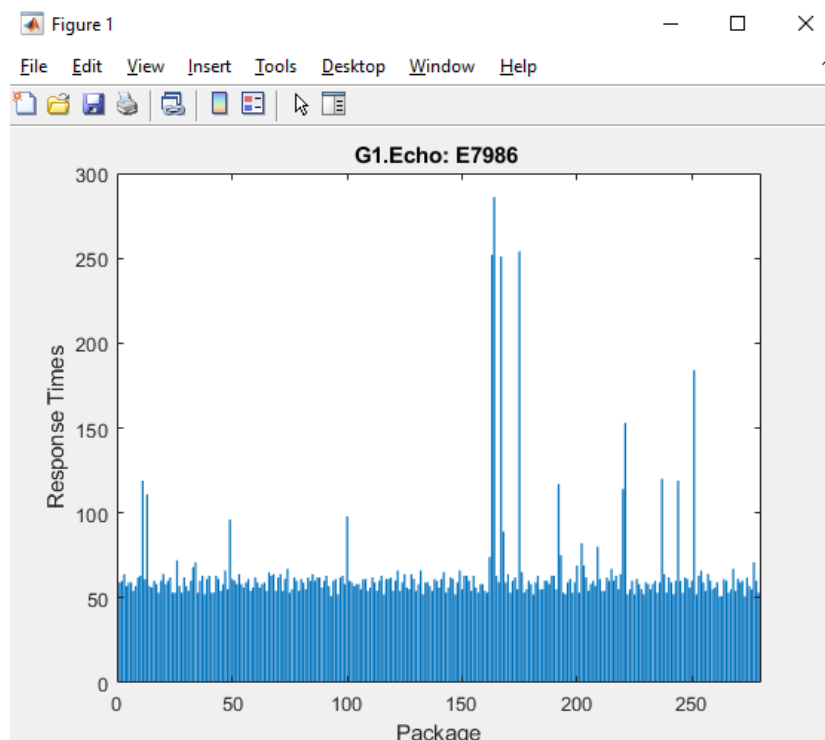 Figure 1
File Edit View Insert Tools Desktop Window Help
G1.Echo: E7986
300
250
200
150
100
50
0
Response Times
0 50 100 150 200 250
Package